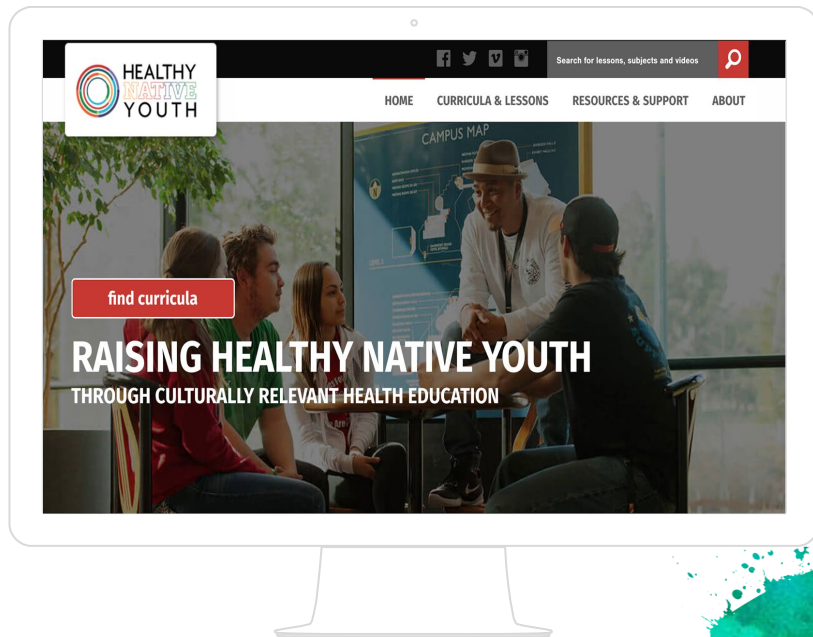 HEALTHY
NATIVE
YOUTH
Search for lessons, subjects and videos
HOME CURRICULA & LESSONS RESOURCES & SUPPORT ABOUT
CAMPUS MAP
find curricula
RAISING HEALTHY NATIVE YOUTH
THROUGH CULTURALLY RELEVANT HEALTH EDUCATION